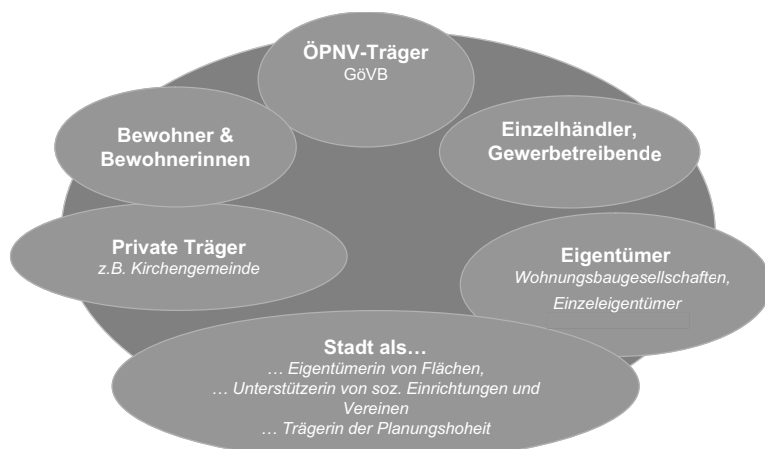 ÖPNV-Träger
GöVB
Bewohner &
Bewohnerinnen
Einzelhändler,
Gewerbetreibende
Private Träger
z.B. Kirchengemeinde
Eigentümer
Wohnungsbaugesellschaften,
Einzeleigentümer
Stadt als…
… Eigentümerin von Flächen,
… Unterstützerin von soz. Einrichtungen und
Vereinen
… Trägerin der Planungshoheit